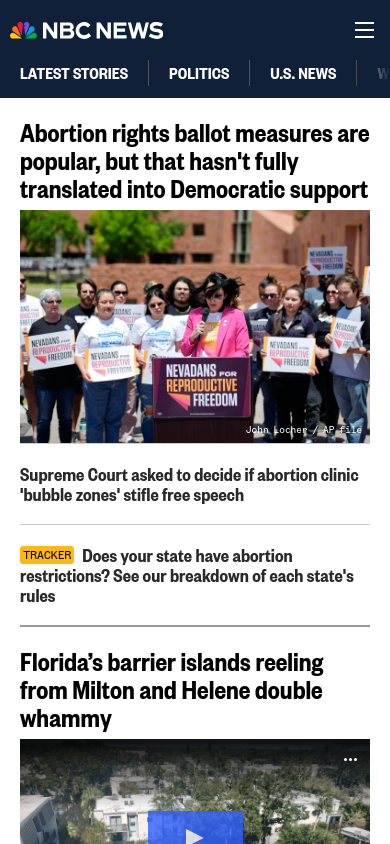 NBC NEWS
LATEST STORIES
POLITICS
U.S. NEWS
Abortion rights ballot measures are
popular, but that hasn't fully
translated into Democratic support
NEVADANS FOR
REPRODUCTIVE
FREEDOM
NEVADANS FOR
REPRODUCTIVE
FREEDOM
NEVADANS FOR
REPRODUCTIVE
FREEDOM
NEVADANS FOR
REPRODUCTIVE
FREEDOM
NEVADANS FOR
REPRODUCTIVE
FREEDOM
John Locher / AP file
Supreme Court asked to decide if abortion clinic
'bubble zones' stifle free speech
TRACKER Does your state have abortion
restrictions? See our breakdown of each state's
rules
Florida’s barrier islands reeling
from Milton and Helene double
whammy